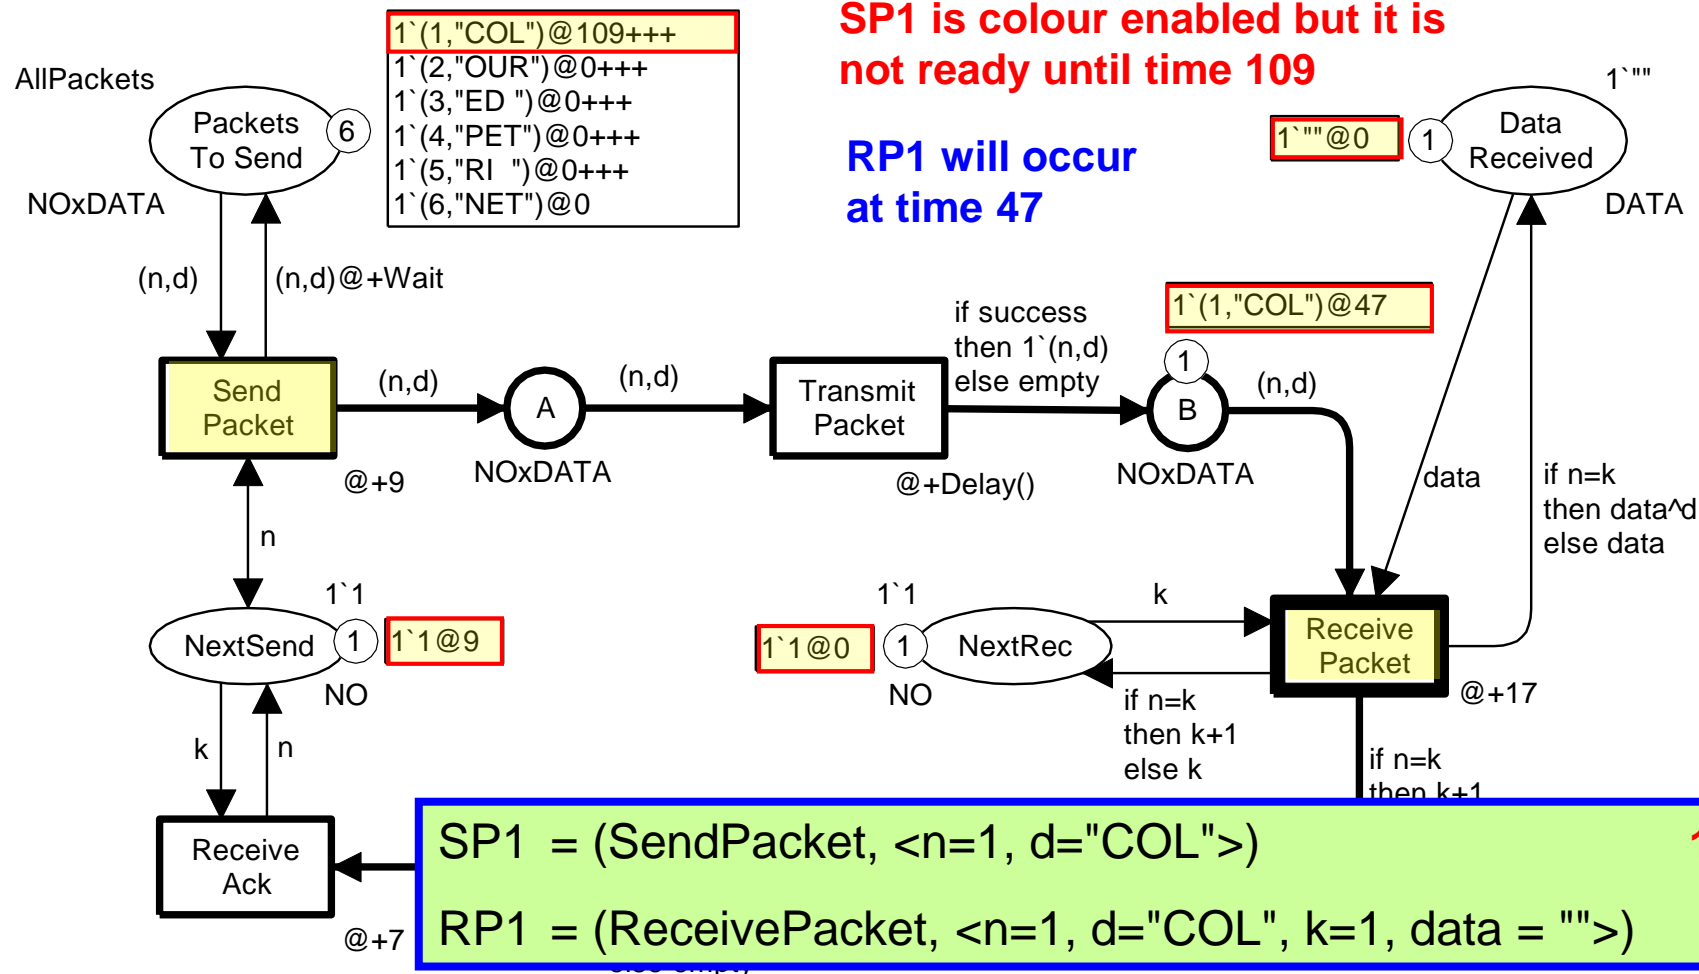 SP1 is colour enabled but it is
not ready until time 109
RP1 will occur
at time 47
AllPackets
Packets
To Send
6
NOxDATA
1`(1,"COL")@109+++
1`(2,"OUR")@0+++
1`(3,"ED ")@0+++
1`(4,"PET")@0+++
1`(5,"RI  ")@0+++
1`(6,"NET")@0
1`""
1`""@0
1
Data
Received
DATA
(n,d)
(n,d)@+Wait
Send
Packet
@+9
(n,d)
A
NOxDATA
(n,d)
Transmit
Packet
@+Delay()
if success
then 1`(n,d)
else empty
1`(1,"COL")@47
1
B
NOxDATA
(n,d)
data
if n=k
then data^d
else data
n
1`1
NextSend
1
1`1@9
NO
k
n
Receive
Ack
@+7
1`1
1`1@0
1
NextRec
NO
k
if n=k
then k+1
else k
Receive
Packet
@+17
if n=k
then k+1
SP1 = (SendPacket, <n=1, d="COL">)
RP1 = (ReceivePacket, <n=1, d="COL", k=1, data = "">)
else empty